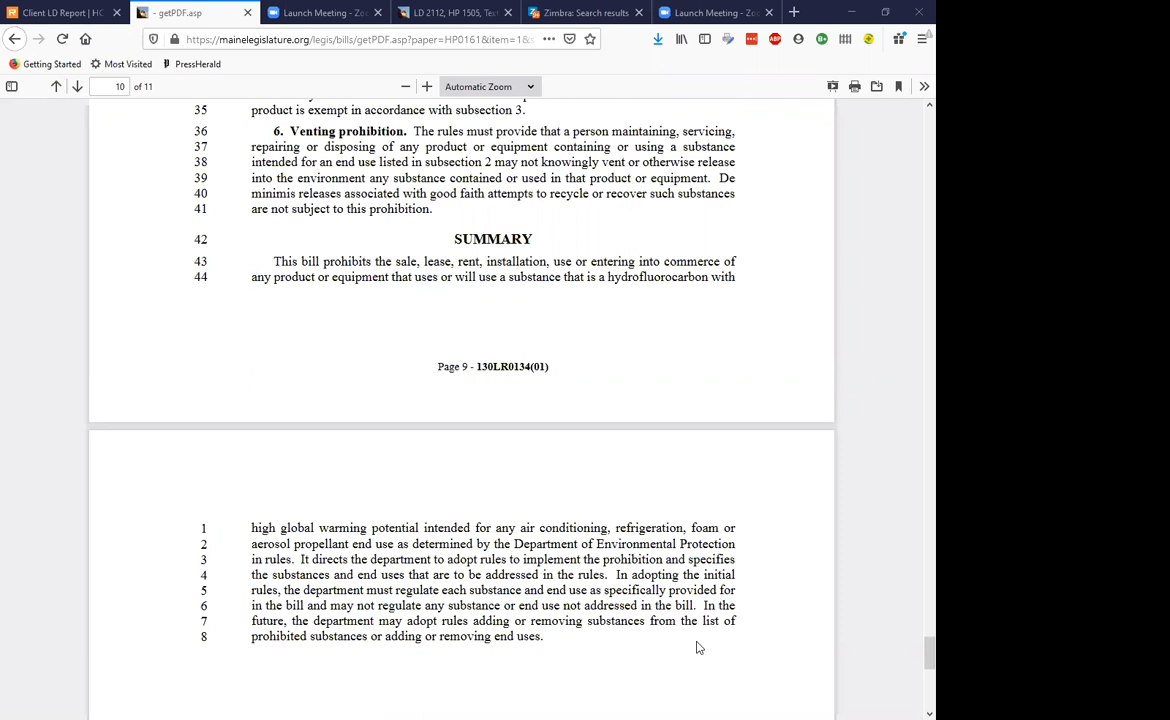 Client LD Report | HC
- getPDF.asp
Launch Meeting - Zoo
LD 2112, HP 1505, Tex
Zimbra: Search results
Launch Meeting - Zoo
https://mainelegislature.org/legis/bills/getPDF.asp?paper=HP0161&item=1&s
Getting Started
Most Visited
PressHerald
10 of 11
Automatic Zoom
35 product is exempt in accordance with subsection 3.
36 6. Venting prohibition. The rules must provide that a person maintaining, servicing,
37 repairing or disposing of any product or equipment containing or using a substance
38 intended for an end use listed in subsection 2 may not knowingly vent or otherwise release
39 into the environment any substance contained or used in that product or equipment. De
40 minimis releases associated with good faith attempts to recycle or recover such substances
41 are not subject to this prohibition.
42 SUMMARY
43 This bill prohibits the sale, lease, rent, installation, use or entering into commerce of
44 any product or equipment that uses or will use a substance that is a hydrofluorocarbon with
Page 9 - 130LR0134(01)
1 high global warming potential intended for any air conditioning, refrigeration, foam or
2 aerosol propellant end use as determined by the Department of Environmental Protection
3 in rules. It directs the department to adopt rules to implement the prohibition and specifies
4 the substances and end uses that are to be addressed in the rules. In adopting the initial
5 rules, the department must regulate each substance and end use as specifically provided for
6 in the bill and may not regulate any substance or end use not addressed in the bill. In the
7 future, the department may adopt rules adding or removing substances from the list of
8 prohibited substances or adding or removing end uses.